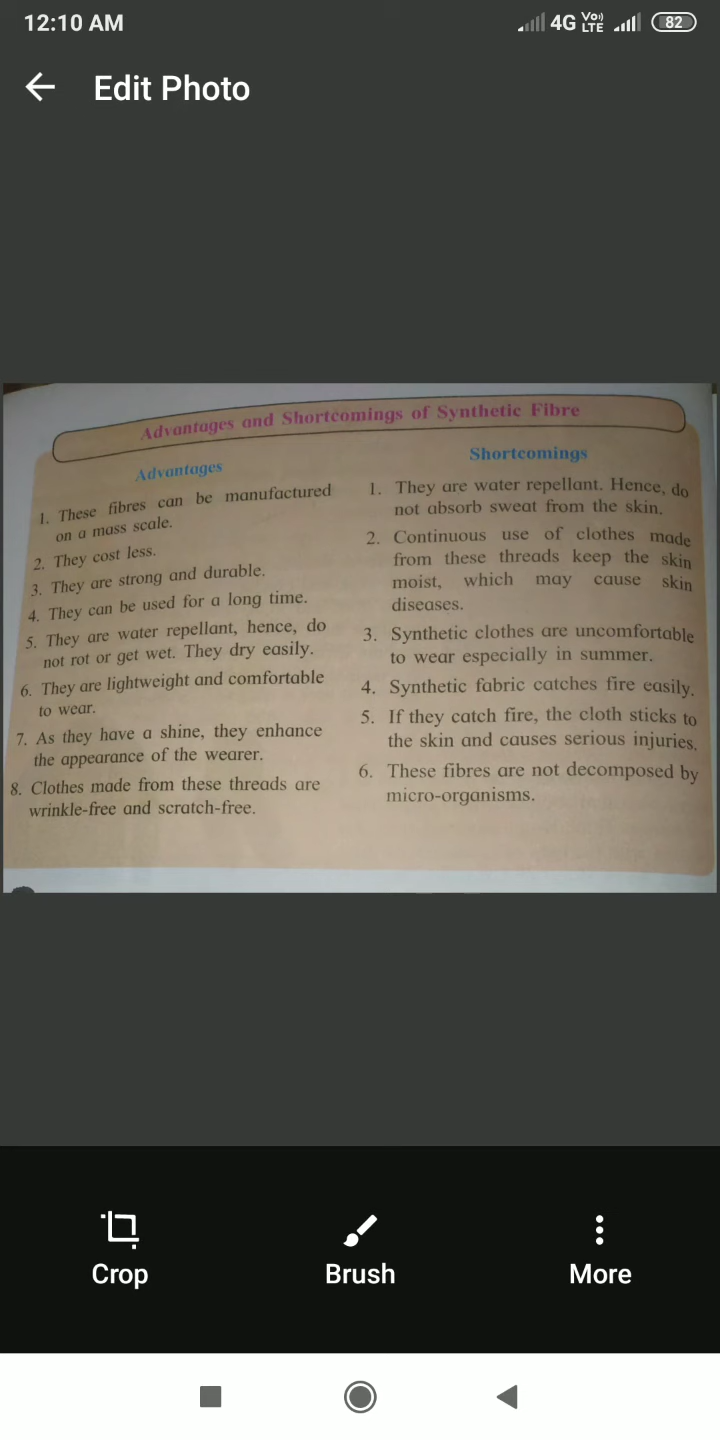 12:10 AM
4G Vo) LTE 82
Edit Photo
Advantages and Shortcomings of Synthetic Fibre
Advantages
1. These fibres can be manufactured
on a mass scale.
2. They cost less.
3. They are strong and durable.
4. They can be used for a long time.
5. They are water repellant, hence, do
not rot or get wet. They dry easily.
6. They are lightweight and comfortable
to wear.
7. As they have a shine, they enhance
the appearance of the wearer.
8. Clothes made from these threads are
wrinkle-free and scratch-free.
Shortcomings
1. They are water repellant. Hence, do
not absorb sweat from the skin.
2. Continuous use of clothes made
from these threads keep the skin
moist, which may cause skin
diseases.
3. Synthetic clothes are uncomfortable
to wear especially in summer.
4. Synthetic fabric catches fire easily.
5. If they catch fire, the cloth sticks to
the skin and causes serious injuries.
6. These fibres are not decomposed by
micro-organisms.
Crop
Brush
More